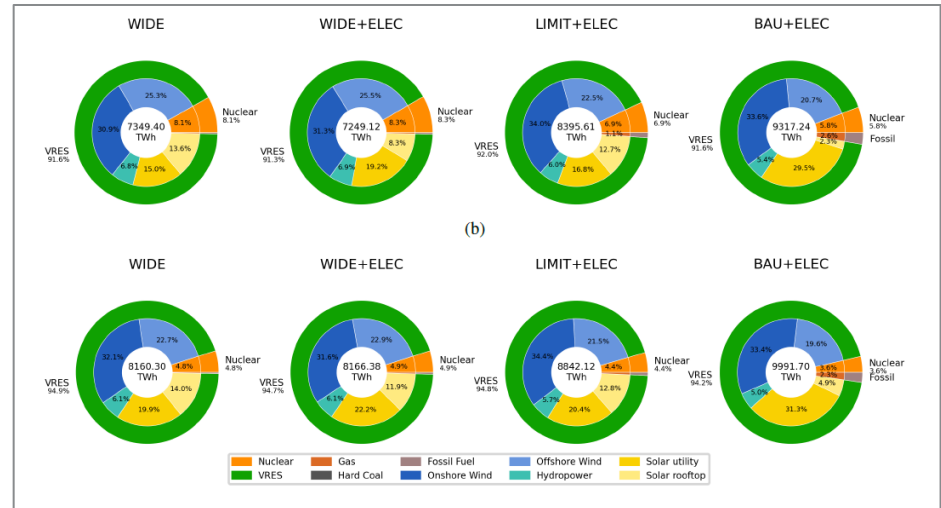 WIDE
WIDE+ELEC
LIMIT+ELEC
BAU+ELEC
25.3%
30.9%
7349.40
TWh
8.1%
Nuclear
8.1%
VRES
91.6%
6.8%
15.0%
13.6%
25.5%
31.3%
7249.12
TWh
8.3%
Nuclear
8.3%
VRES
91.3%
6.9%
19.2%
8.3%
22.5%
34.0%
8395.61
TWh
6.9%
1.1%
Nuclear
6.9%
VRES
92.0%
6.0%
16.8%
12.7%
20.7%
33.6%
9317.24
TWh
5.8%
2.6%
2.3%
Nuclear
5.8%
Fossil
VRES
91.6%
5.4%
29.5%
(b)
WIDE
WIDE+ELEC
LIMIT+ELEC
BAU+ELEC
22.7%
32.1%
8160.30
TWh
4.8%
Nuclear
4.8%
VRES
94.9%
6.1%
19.9%
14.0%
22.9%
31.6%
8166.38
TWh
4.9%
Nuclear
4.9%
VRES
94.7%
6.1%
22.2%
11.9%
21.5%
34.4%
8842.12
TWh
4.4%
Nuclear
4.4%
VRES
94.8%
5.7%
20.4%
12.8%
19.6%
33.4%
9991.70
TWh
3.6%
2.3%
4.9%
Nuclear
3.6%
Fossil
VRES
94.2%
5.0%
31.3%
Nuclear Gas Fossil Fuel Offshore Wind Solar utility
VRES Hard Coal Onshore Wind Hydropower Solar rooftop